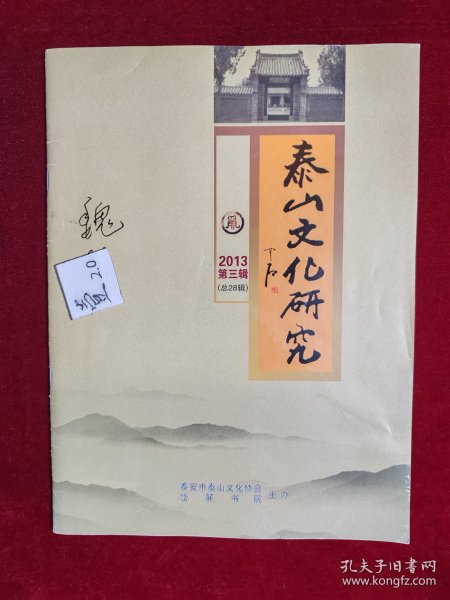 泰山文化研究
2013
第三辑
(总28辑)
魏
20
泰安市泰山文化协会
岱麓书院
主办
孔夫子旧书网
www.kongfz.com